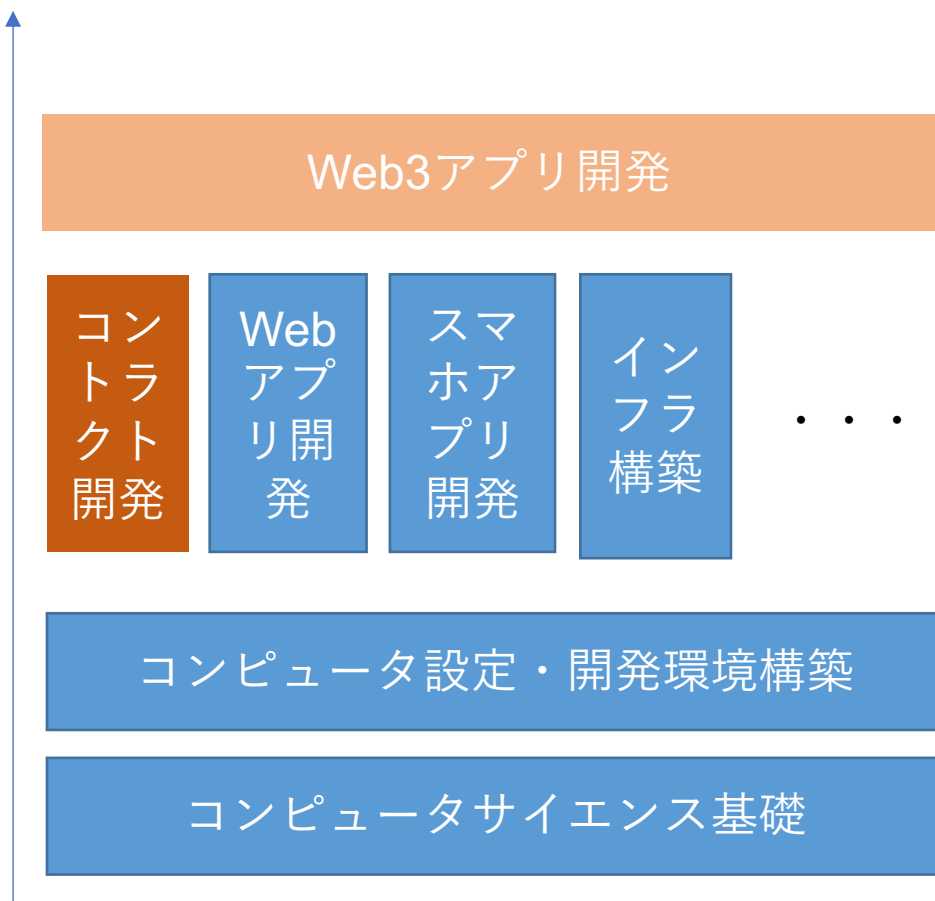 Web3アプリ開発
コン
トラ
クト
開発
Web
アプ
リ開
発
スマ
ホア
プリ
開発
イン
フラ
構築
・・・
コンピュータ設定・開発環境構築
コンピュータサイエンス基礎